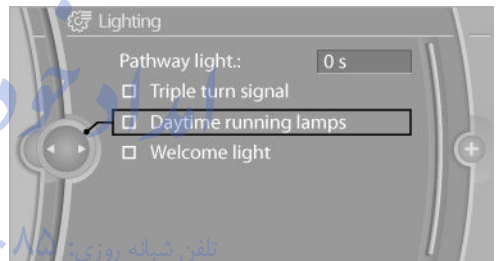 Lighting
Pathway light.: 0 s
Triple turn signal
Daytime running lamps
Welcome light
تلفن شبانه روزی: